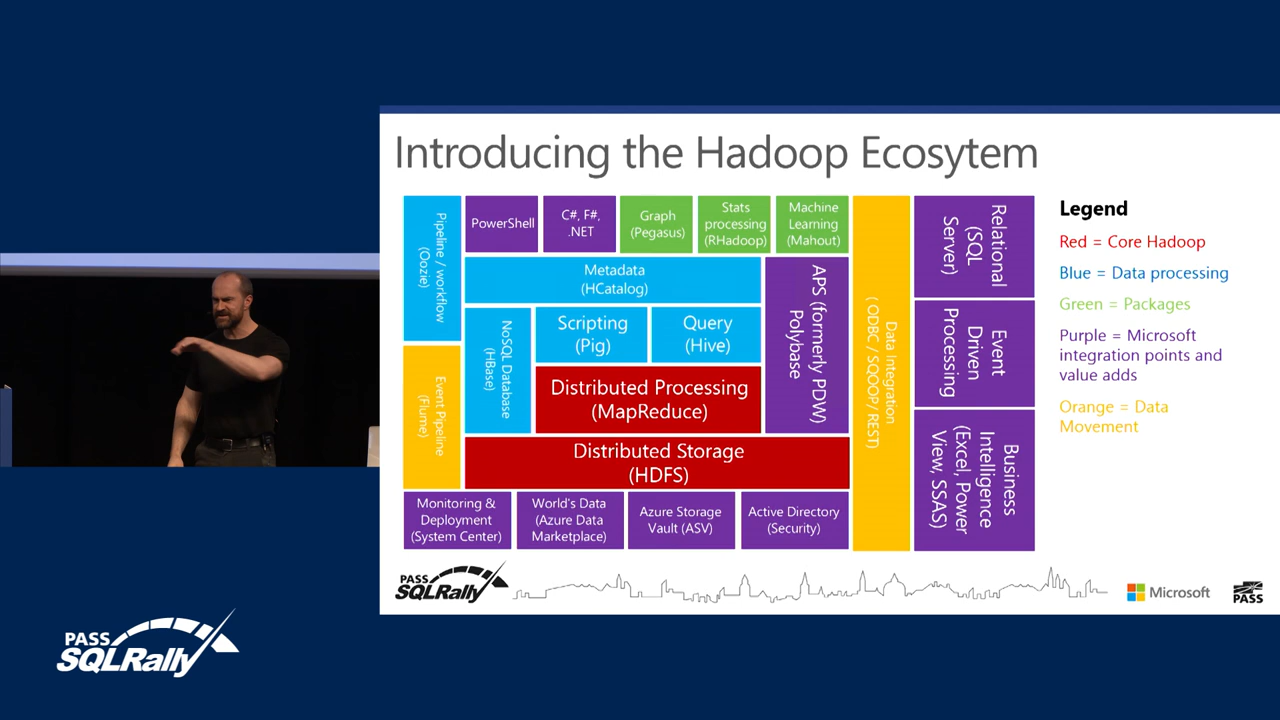 Introducing the Hadoop Ecosytem
Pipeline / workflow
(Oozie)
PowerShell
C#, F#,
.NET
Graph
(Pegasus)
Stats
processing
(RHadoop)
Machine
Learning
(Mahout)
Metadata
(HCatalog)
NoSQL Database
(HBase)
Scripting
(Pig)
Query
(Hive)
APS (formerly PDW)
Polybase
Distributed Processing
(MapReduce)
Event Pipeline
(Flume)
Distributed Storage
(HDFS)
Monitoring &
Deployment
(System Center)
World's Data
(Azure Data
Marketplace)
Azure Storage
Vault (ASV)
Active Directory
(Security)
Data Integration
( ODBC / SQOOP/ REST)
Relational
(SQL
Server)
Event
Driven
Processing
Business
Intelligence
(Excel, Power
View, SSAS)
Legend
Red = Core Hadoop
Blue = Data processing
Green = Packages
Purple = Microsoft
integration points and
value adds
Orange = Data
Movement
PASS
SQLRally
Microsoft
PASS
PASS
SQLRally